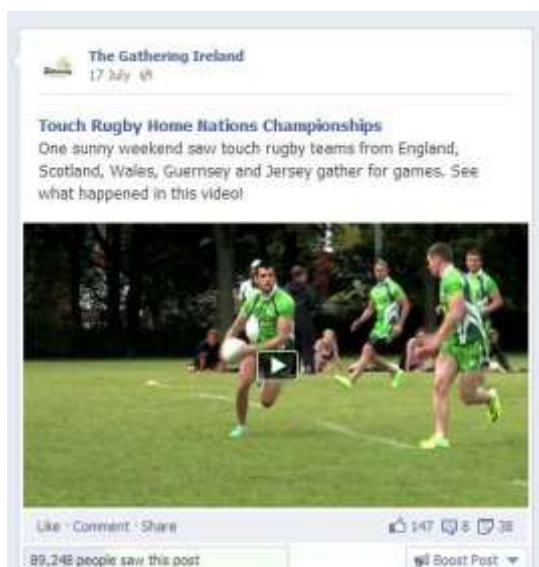 The Gathering Ireland
17 July
Touch Rugby Home Nations Championships
One sunny weekend saw touch rugby teams from England,
Scotland, Wales, Guernsey and Jersey gather for games. See
what happened in this video!
Like · Comment · Share 147 8 38
89,248 people saw this post Boost Post